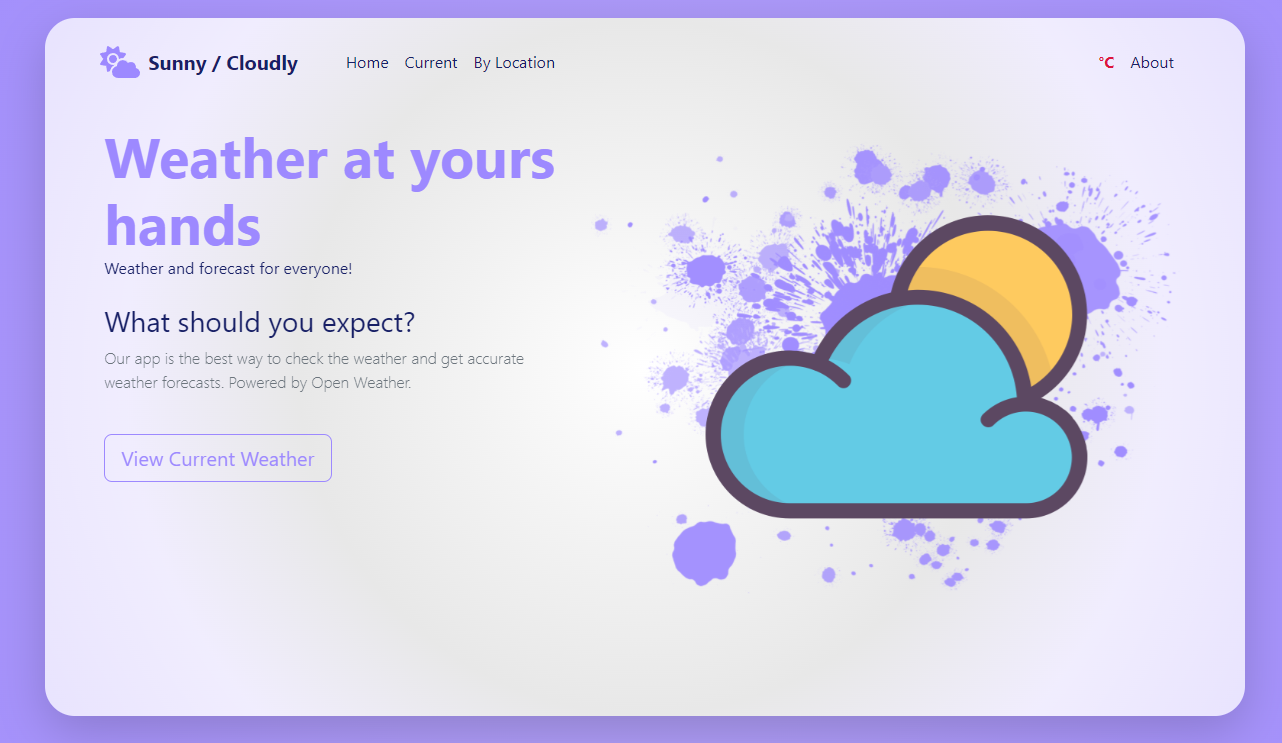 Sunny / Cloudly Home Current By Location °C About
Weather at yours
hands
Weather and forecast for everyone!
What should you expect?
Our app is the best way to check the weather and get accurate
weather forecasts. Powered by Open Weather.
View Current Weather